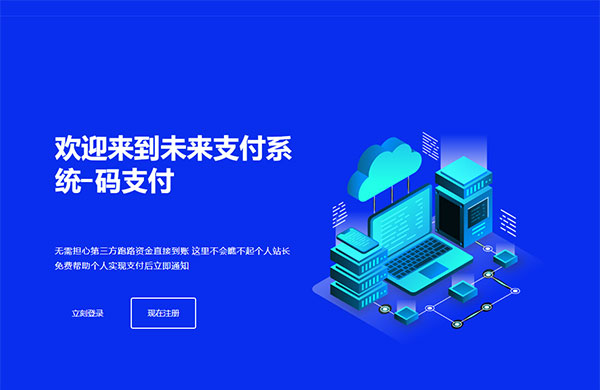 欢迎来到未来支付系
统-码支付
无需担心第三方跑路资金直接到账 这里不会瞧不起个人站长
免费帮助个人实现支付后立即通知
立刻登录
现在注册